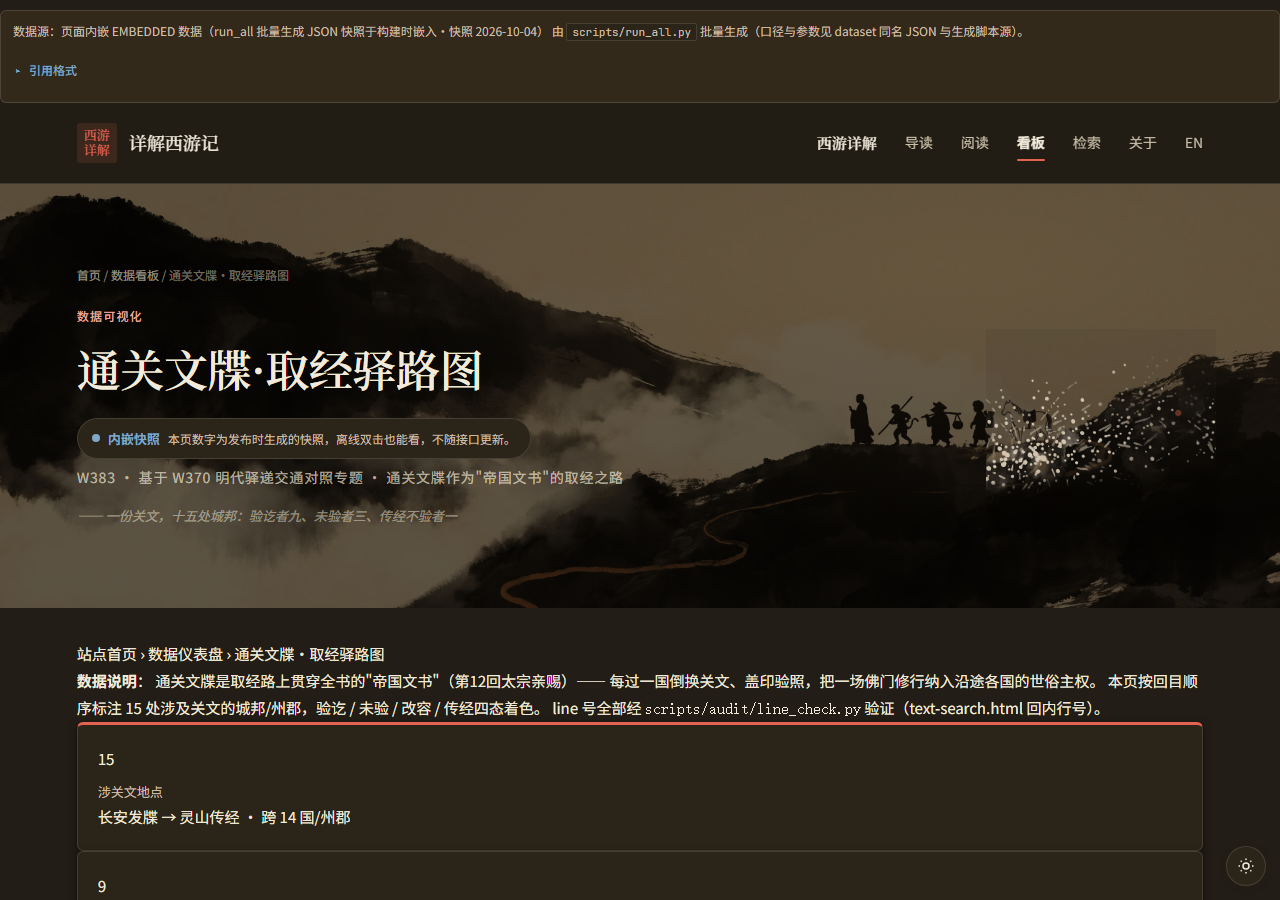 数据源：页面内嵌 EMBEDDED 数据（run_all 批量生成 JSON 快照于构建时嵌入・快照 2026-10-04） 由 scripts/run_all.py 批量生成（口径与参数见 dataset 同名 JSON 与生成脚本源）。
▸ 引用格式
西游
详解
详解西游记
西游详解 导读 阅读 看板 检索 关于 EN
首页 / 数据看板 / 通关文牒・取经驿路图
数据可视化
通关文牒·取经驿路图
内嵌快照 本页数字为发布时生成的快照，离线双击也能看，不随接口更新。
W383 ・ 基于 W370 明代驿递交通对照专题 ・ 通关文牒作为"帝国文书"的取经之路
—— 一份关文，十五处城邦：验讫者九、未验者三、传经不验者一
站点首页 › 数据仪表盘 › 通关文牒・取经驿路图
数据说明： 通关文牒是取经路上贯穿全书的"帝国文书"（第12回太宗亲赐）—— 每过一国倒换关文、盖印验照，把一场佛门修行纳入沿途各国的世俗主权。 本页按回目顺
序标注 15 处涉及关文的城邦/州郡，验讫 / 未验 / 改容 / 传经四态着色。 line 号全部经 scripts/audit/line_check.py 验证（text-search.html 回内行号）。
15
涉关文地点
长安发牒 → 灵山传经 ・ 跨 14 国/州郡
9